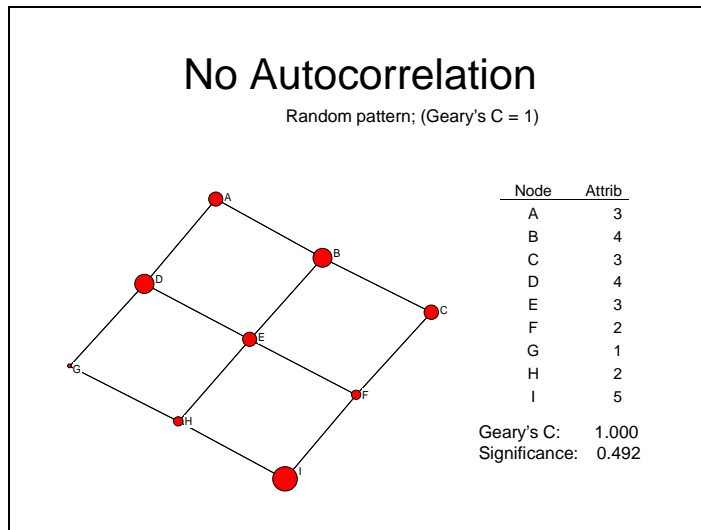 No Autocorrelation
Random pattern; (Geary's C = 1)
A
B
D
C
E
G
F
H
I
Node Attrib
A 3
B 4
C 3
D 4
E 3
F 2
G 1
H 2
I 5
Geary's C: 1.000
Significance: 0.492